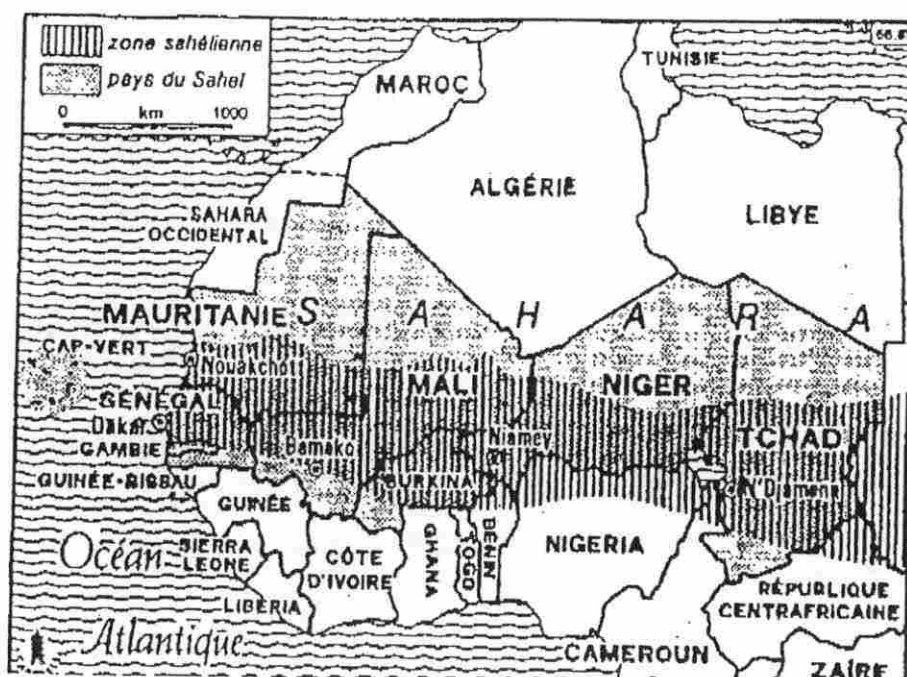 zone sahélienne
pays du Sahel
0 km 1000
TUNISIE
MAROC
ALGÉRIE
LIBYE
SAHARA
OCCIDENTAL
MAURITANIE
S A H A R A
CAP-VERT
Nouakchott
MALI
NIGER
SÉNÉGAL
Dakar
TCHAD
GAMBIE
Bamako
Niamey
GUINÉE-BISSAU
BURKINA
N'Djamena
GUINÉE
Océan
SIERRA
LEONE
CÔTE
D'IVOIRE
GHANA
TOGO
BÉNIN
NIGERIA
LIBÉRIA
RÉPUBLIQUE
CENTRAFRICAINE
Atlantique
CAMEROUN
ZAÏRE